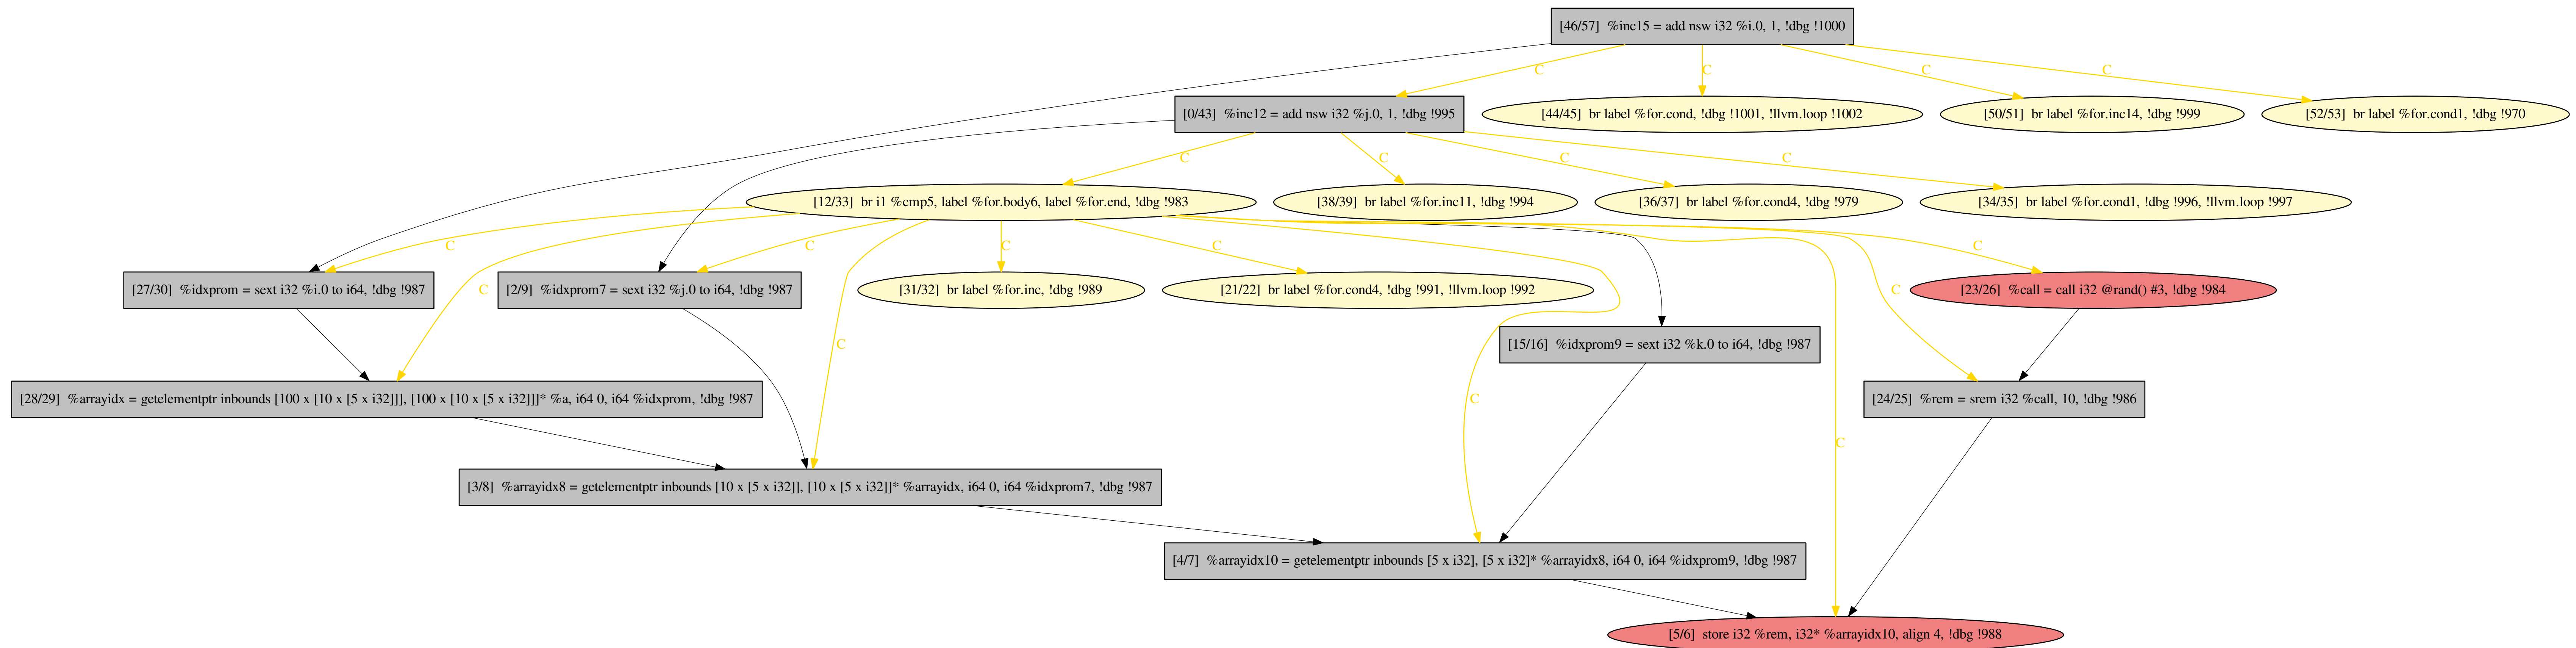 [46/57]  %inc15 = add nsw i32 %i.0, 1, !dbg !1000
C
C
C
C
[0/43]  %inc12 = add nsw i32 %j.0, 1, !dbg !995
[44/45]  br label %for.cond, !dbg !1001, !llvm.loop !1002
[50/51]  br label %for.inc14, !dbg !999
[52/53]  br label %for.cond1, !dbg !970
C
C
C
C
[12/33]  br i1 %cmp5, label %for.body6, label %for.end, !dbg !983
[38/39]  br label %for.inc11, !dbg !994
[36/37]  br label %for.cond4, !dbg !979
[34/35]  br label %for.cond1, !dbg !996, !llvm.loop !997
C
C
C
C
C
[27/30]  %idxprom = sext i32 %i.0 to i64, !dbg !987
C
[2/9]  %idxprom7 = sext i32 %j.0 to i64, !dbg !987
[31/32]  br label %for.inc, !dbg !989
[21/22]  br label %for.cond4, !dbg !991, !llvm.loop !992
C
[23/26]  %call = call i32 @rand() #3, !dbg !984
C
[15/16]  %idxprom9 = sext i32 %k.0 to i64, !dbg !987
[28/29]  %arrayidx = getelementptr inbounds [100 x [10 x [5 x i32]]], [100 x [10 x [5 x i32]]]* %a, i64 0, i64 %idxprom, !dbg !987
C
[24/25]  %rem = srem i32 %call, 10, !dbg !986
C
[3/8]  %arrayidx8 = getelementptr inbounds [10 x [5 x i32]], [10 x [5 x i32]]* %arrayidx, i64 0, i64 %idxprom7, !dbg !987
[4/7]  %arrayidx10 = getelementptr inbounds [5 x i32], [5 x i32]* %arrayidx8, i64 0, i64 %idxprom9, !dbg !987
[5/6]  store i32 %rem, i32* %arrayidx10, align 4, !dbg !988